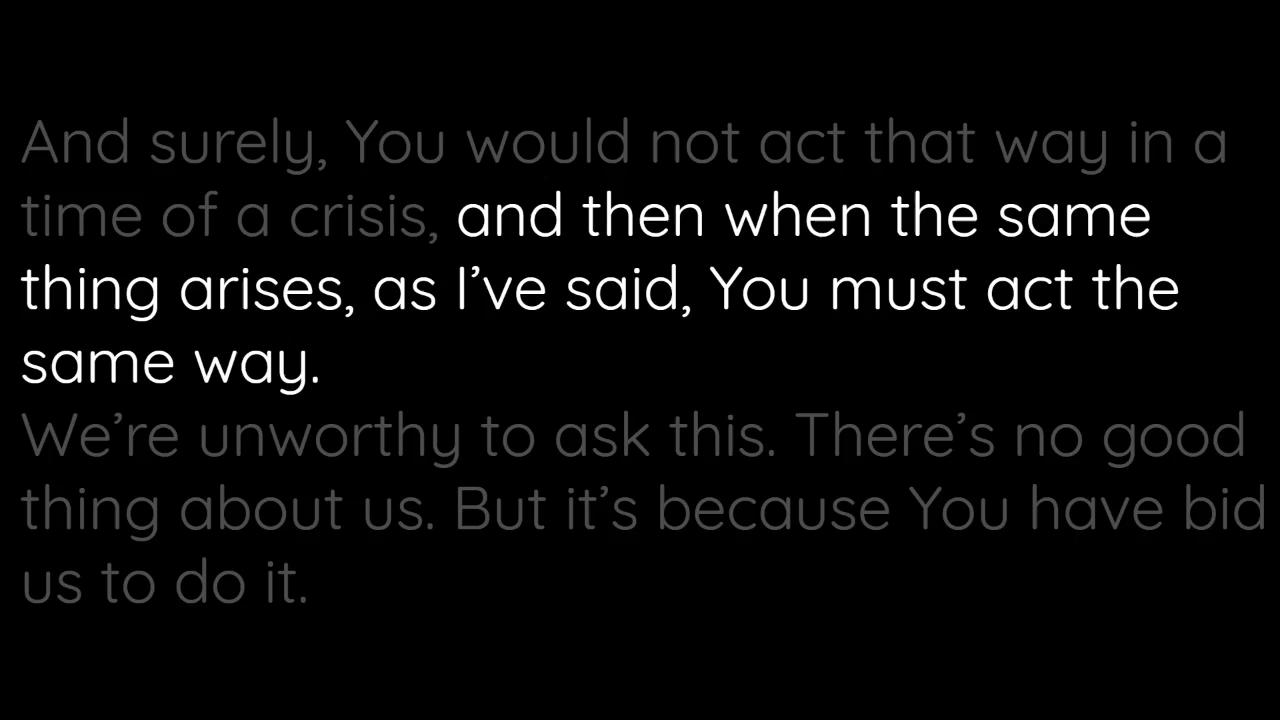 And surely, You would not act that way in a
time of a crisis, and then when the same
thing arises, as I’ve said, You must act the
same way.
We’re unworthy to ask this. There’s no good
thing about us. But it’s because You have bid
us to do it.